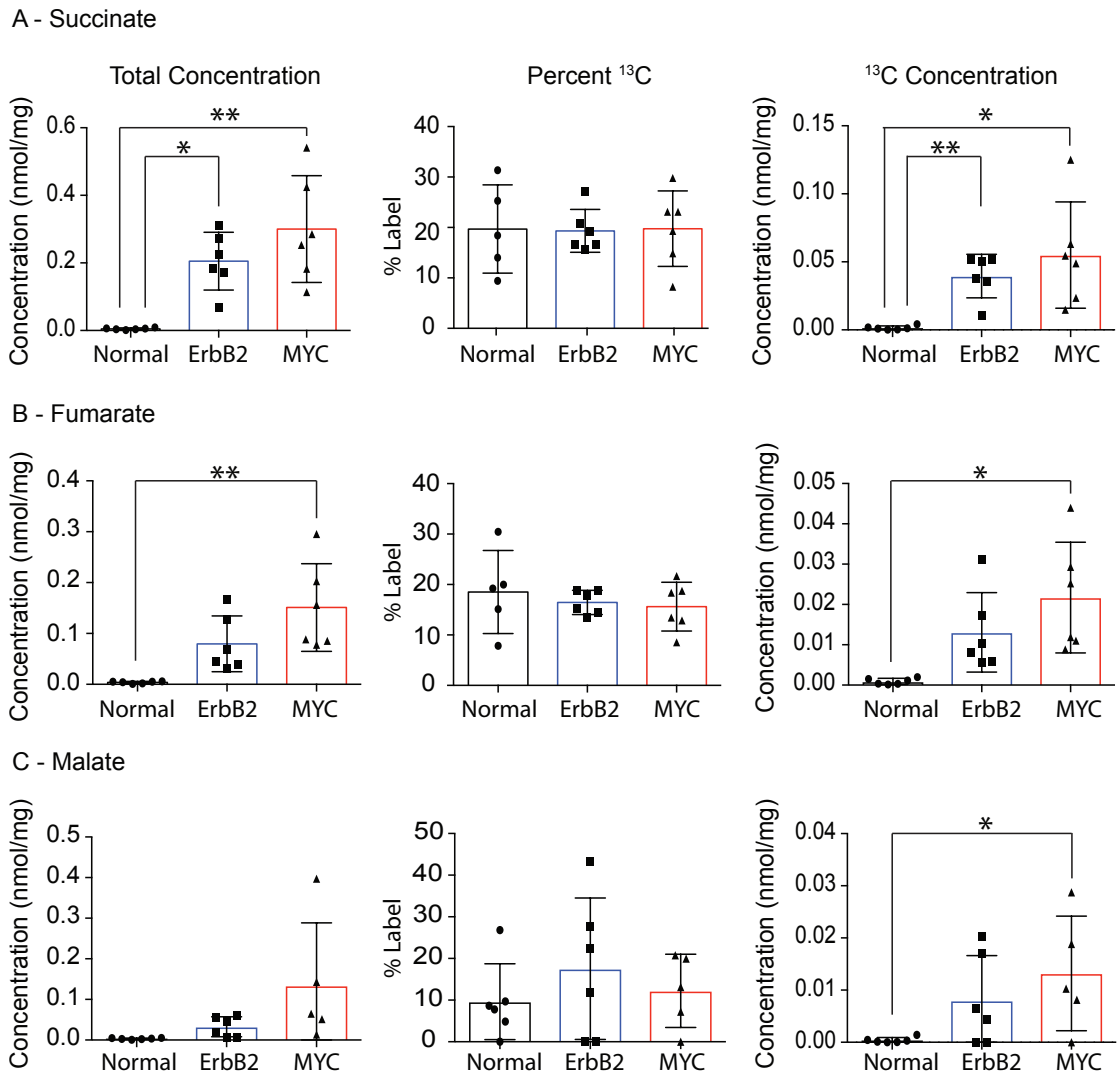 A - Succinate
Total Concentration
Percent ¹³C
¹³C Concentration
Concentration (nmol/mg)
0.6
0.4
0.2
0.0
**
*
Normal ErbB2 MYC
% Label
40
30
20
10
0
Normal ErbB2 MYC
Concentration (nmol/mg)
0.15
0.10
0.05
0.00
*
**
Normal ErbB2 MYC
B - Fumarate
Concentration (nmol/mg)
0.4
0.3
0.2
0.1
0.0
**
Normal ErbB2 MYC
% Label
40
30
20
10
0
Normal ErbB2 MYC
Concentration (nmol/mg)
0.05
0.04
0.03
0.02
0.01
0.00
*
Normal ErbB2 MYC
C - Malate
Concentration (nmol/mg)
0.5
0.4
0.3
0.2
0.1
0.0
Normal ErbB2 MYC
% Label
50
40
30
20
10
0
Normal ErbB2 MYC
Concentration (nmol/mg)
0.04
0.03
0.02
0.01
0.00
*
Normal ErbB2 MYC